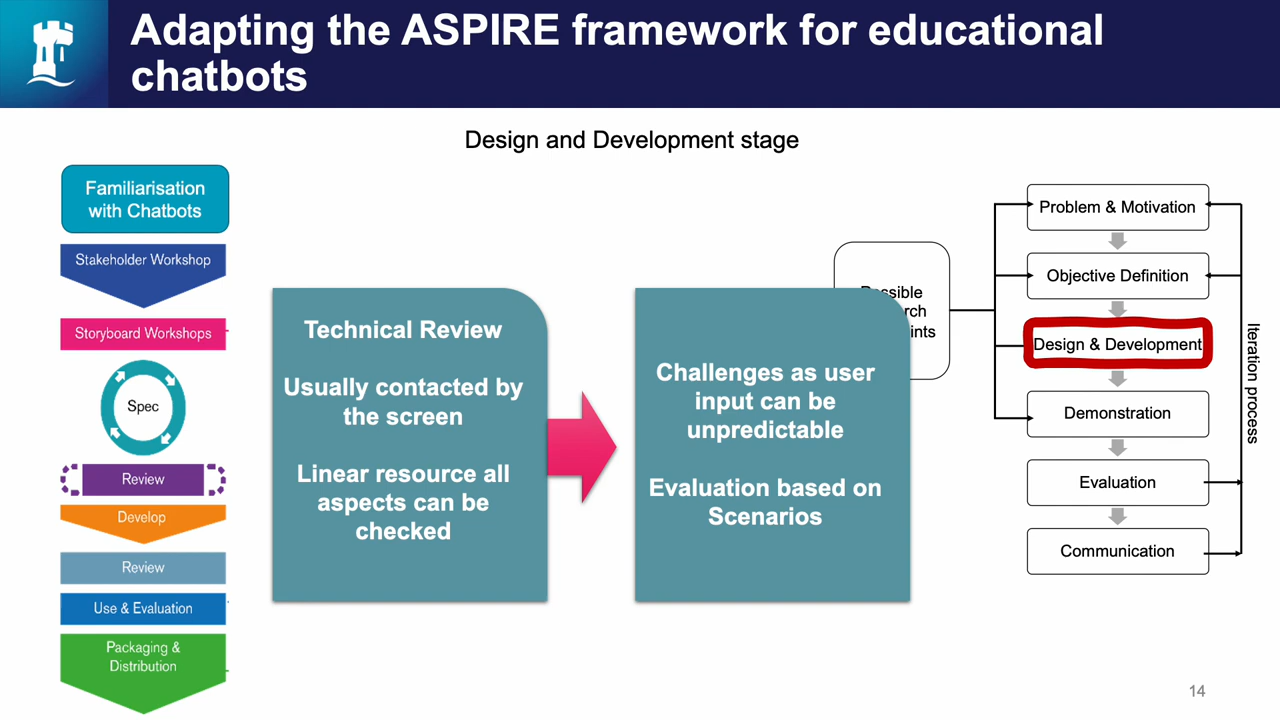 Adapting the ASPIRE framework for educational
chatbots
Design and Development stage
Familiarisation
with Chatbots
Stakeholder Workshop
Storyboard Workshops
Spec
Review
Develop
Review
Use & Evaluation
Packaging &
Distribution
Technical Review
Usually contacted by
the screen
Linear resource all
aspects can be
checked
Challenges as user
input can be
unpredictable
Evaluation based on
Scenarios
Problem & Motivation
Objective Definition
Design & Development
Demonstration
Evaluation
Communication
Iteration process
14